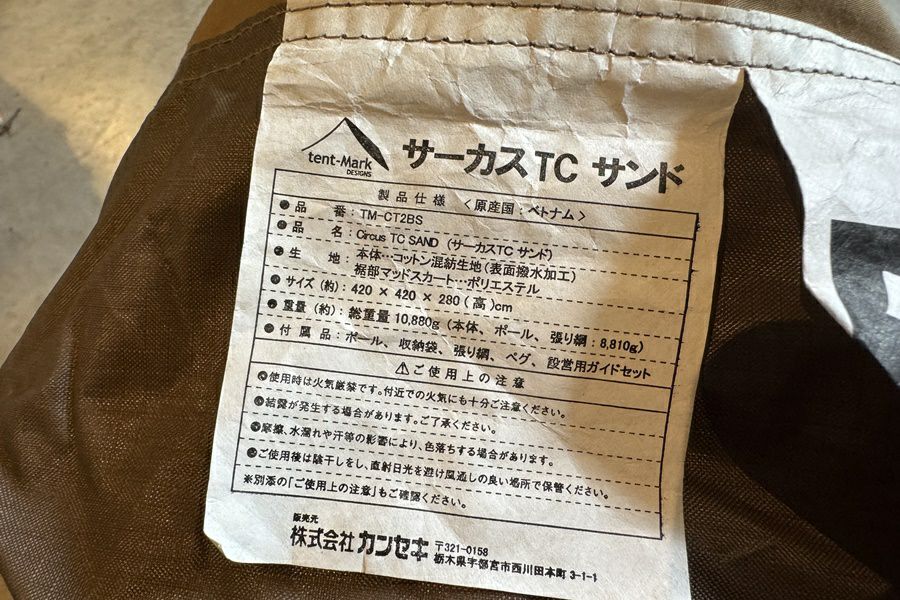 tent-Mark
DESIGNS
サーカスTC サンド
製品仕様 〈原産国:ベトナム〉
●品 番:TM-CT2BS
●品 名:Circus TC SAND (サーカスTC サンド)
●生 地:本体…コットン混紡生地(表面撥水加工)
裾部マッドスカート…ポリエステル
●サイズ(約):420 × 420 × 280(高)cm
●重量(約):総重量 10,880g(本体、ポール、張り綱:8,810g)
●付属品:ポール、収納袋、張り綱、ペグ、設営用ガイドセット
⚠ご使用上の注意
●使用時は火気厳禁です。付近での火気にも十分ご注意ください。
●結露が発生する場合があります。ご了承ください。
●摩擦、水濡れや汗等の影響により、色落ちする場合があります。
●ご使用後は陰干しをし、直射日光を避け風通しの良い場所で保管ください。
※別添の「ご使用上の注意」もご確認ください。
販売元
株式会社 カンセキ 〒321-0158
栃木県宇都宮市西川田本町 3-1-1